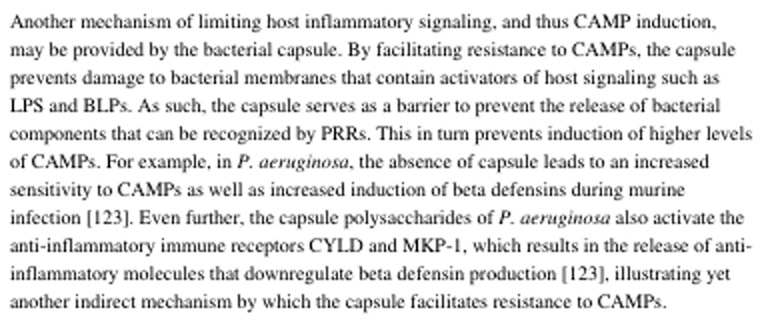 Another mechanism of limiting host inflammatory signaling, and thus CAMP induction,
may be provided by the bacterial capsule. By facilitating resistance to CAMPs, the capsule
prevents damage to bacterial membranes that contain activators of host signaling such as
LPS and BLPs. As such, the capsule serves as a barrier to prevent the release of bacterial
components that can be recognized by PRRs. This in turn prevents induction of higher levels
of CAMPs. For example, in P. aeruginosa, the absence of capsule leads to an increased
sensitivity to CAMPs as well as increased induction of beta defensins during murine
infection [123]. Even further, the capsule polysaccharides of P. aeruginosa also activate the
anti-inflammatory immune receptors CYLD and MKP-1, which results in the release of anti-
inflammatory molecules that downregulate beta defensin production [123], illustrating yet
another indirect mechanism by which the capsule facilitates resistance to CAMPs.